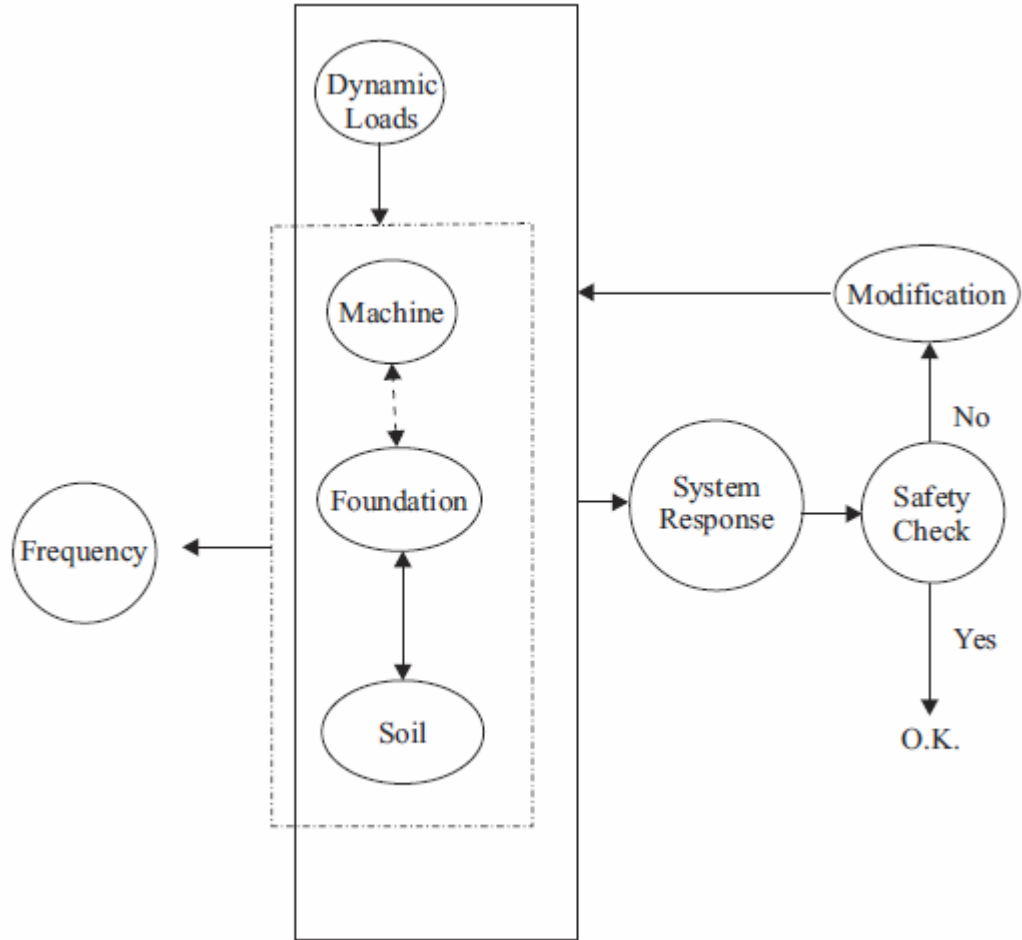 Dynamic
Loads
Machine
Modification
No
Foundation
System
Response
Safety
Check
Frequency
Yes
Soil
O.K.